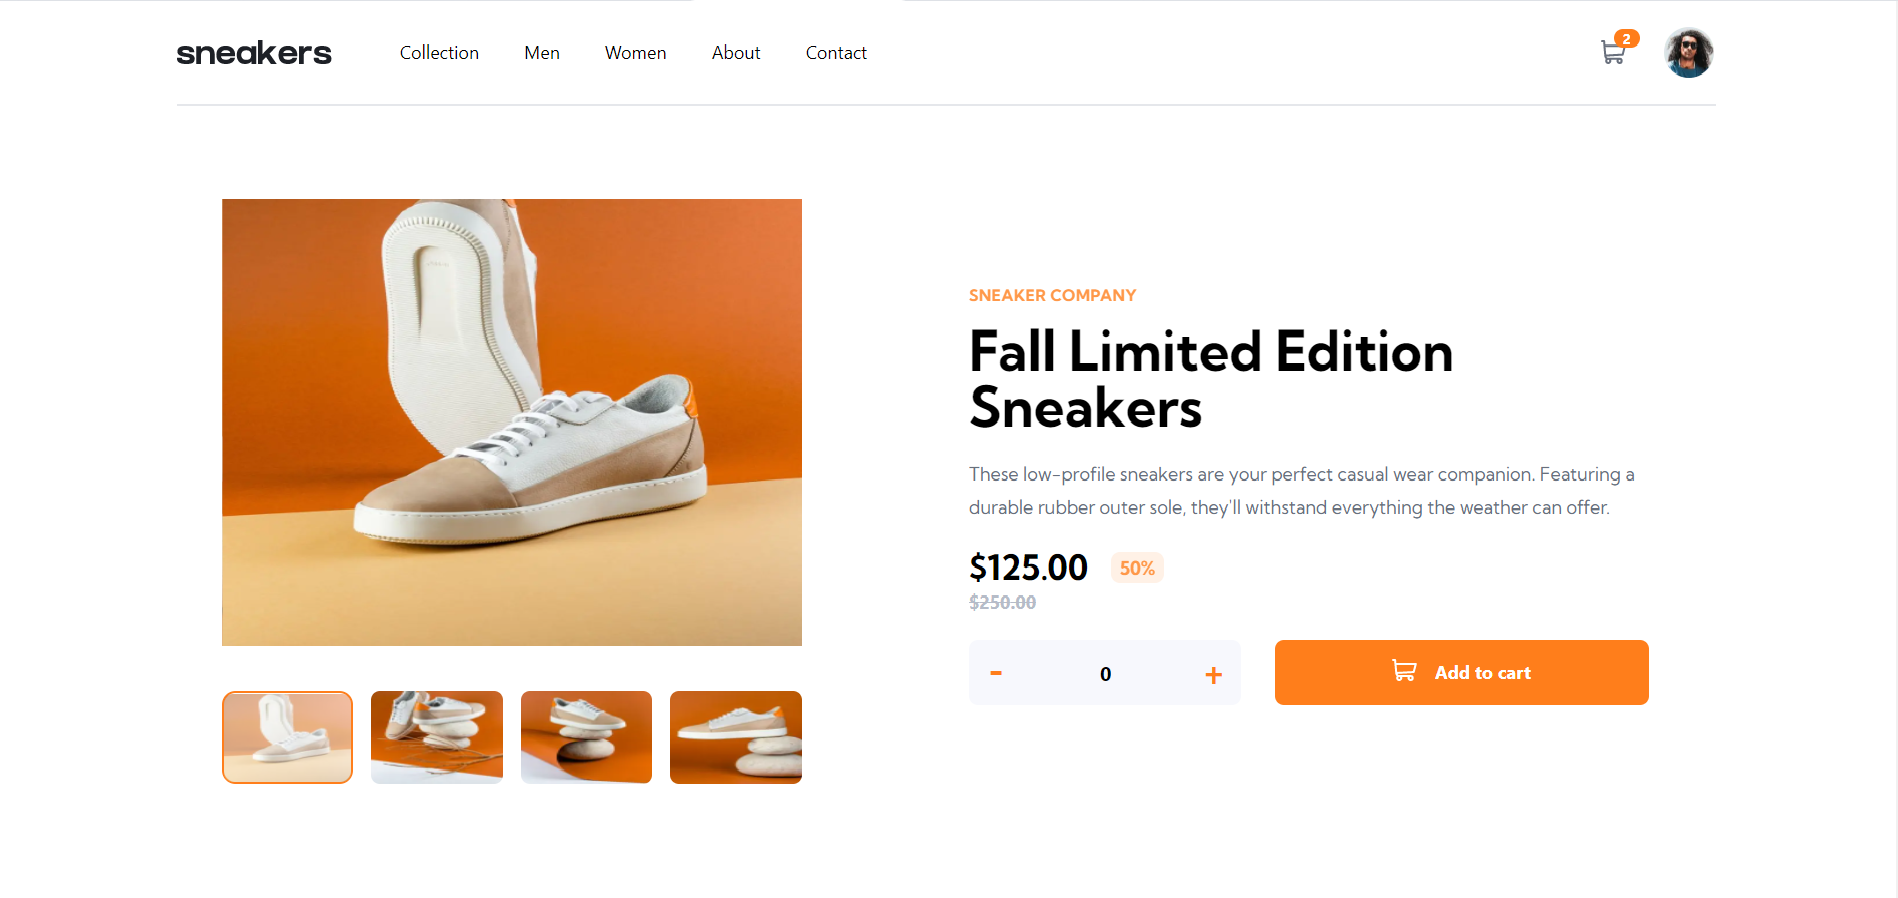 sneakers
Collection
Men
Women
About
Contact
2
SNEAKER COMPANY
Fall Limited Edition
Sneakers
These low-profile sneakers are your perfect casual wear companion. Featuring a
durable rubber outer sole, they'll withstand everything the weather can offer.
$125.00
50%
$250.00
-
0
+
Add to cart